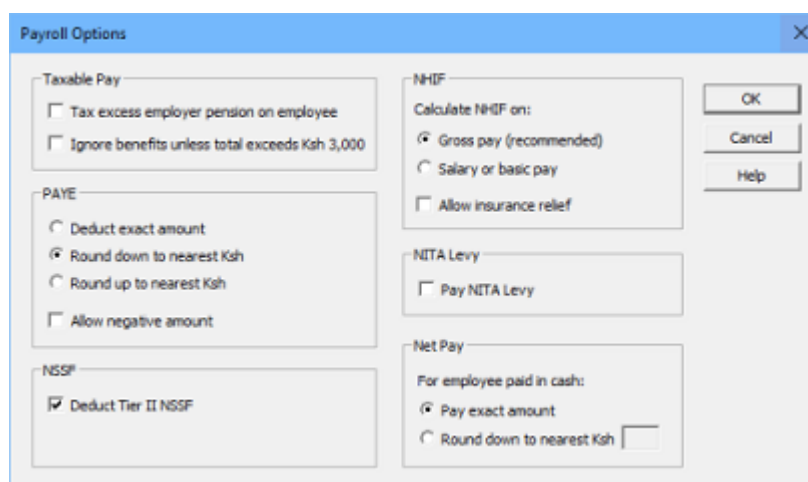 Payroll Options
Taxable Pay
Tax excess employer pension on employee
Ignore benefits unless total exceeds Ksh 3,000
PAYE
Deduct exact amount
Round down to nearest Ksh
Round up to nearest Ksh
Allow negative amount
NSSF
Deduct Tier II NSSF
NHIF
Calculate NHIF on:
Gross pay (recommended)
Salary or basic pay
Allow insurance relief
NITA Levy
Pay NITA Levy
Net Pay
For employee paid in cash:
Pay exact amount
Round down to nearest Ksh
OK
Cancel
Help